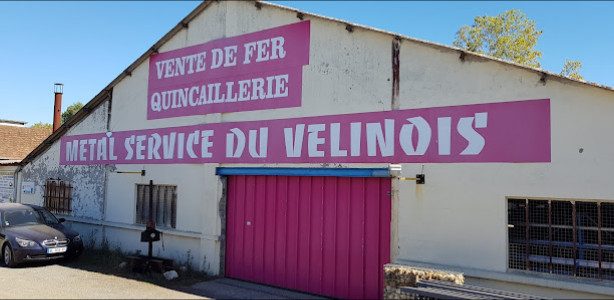 VENTE DE FER
QUINCAILLERIE
METAL SERVICE DU VELINOIS